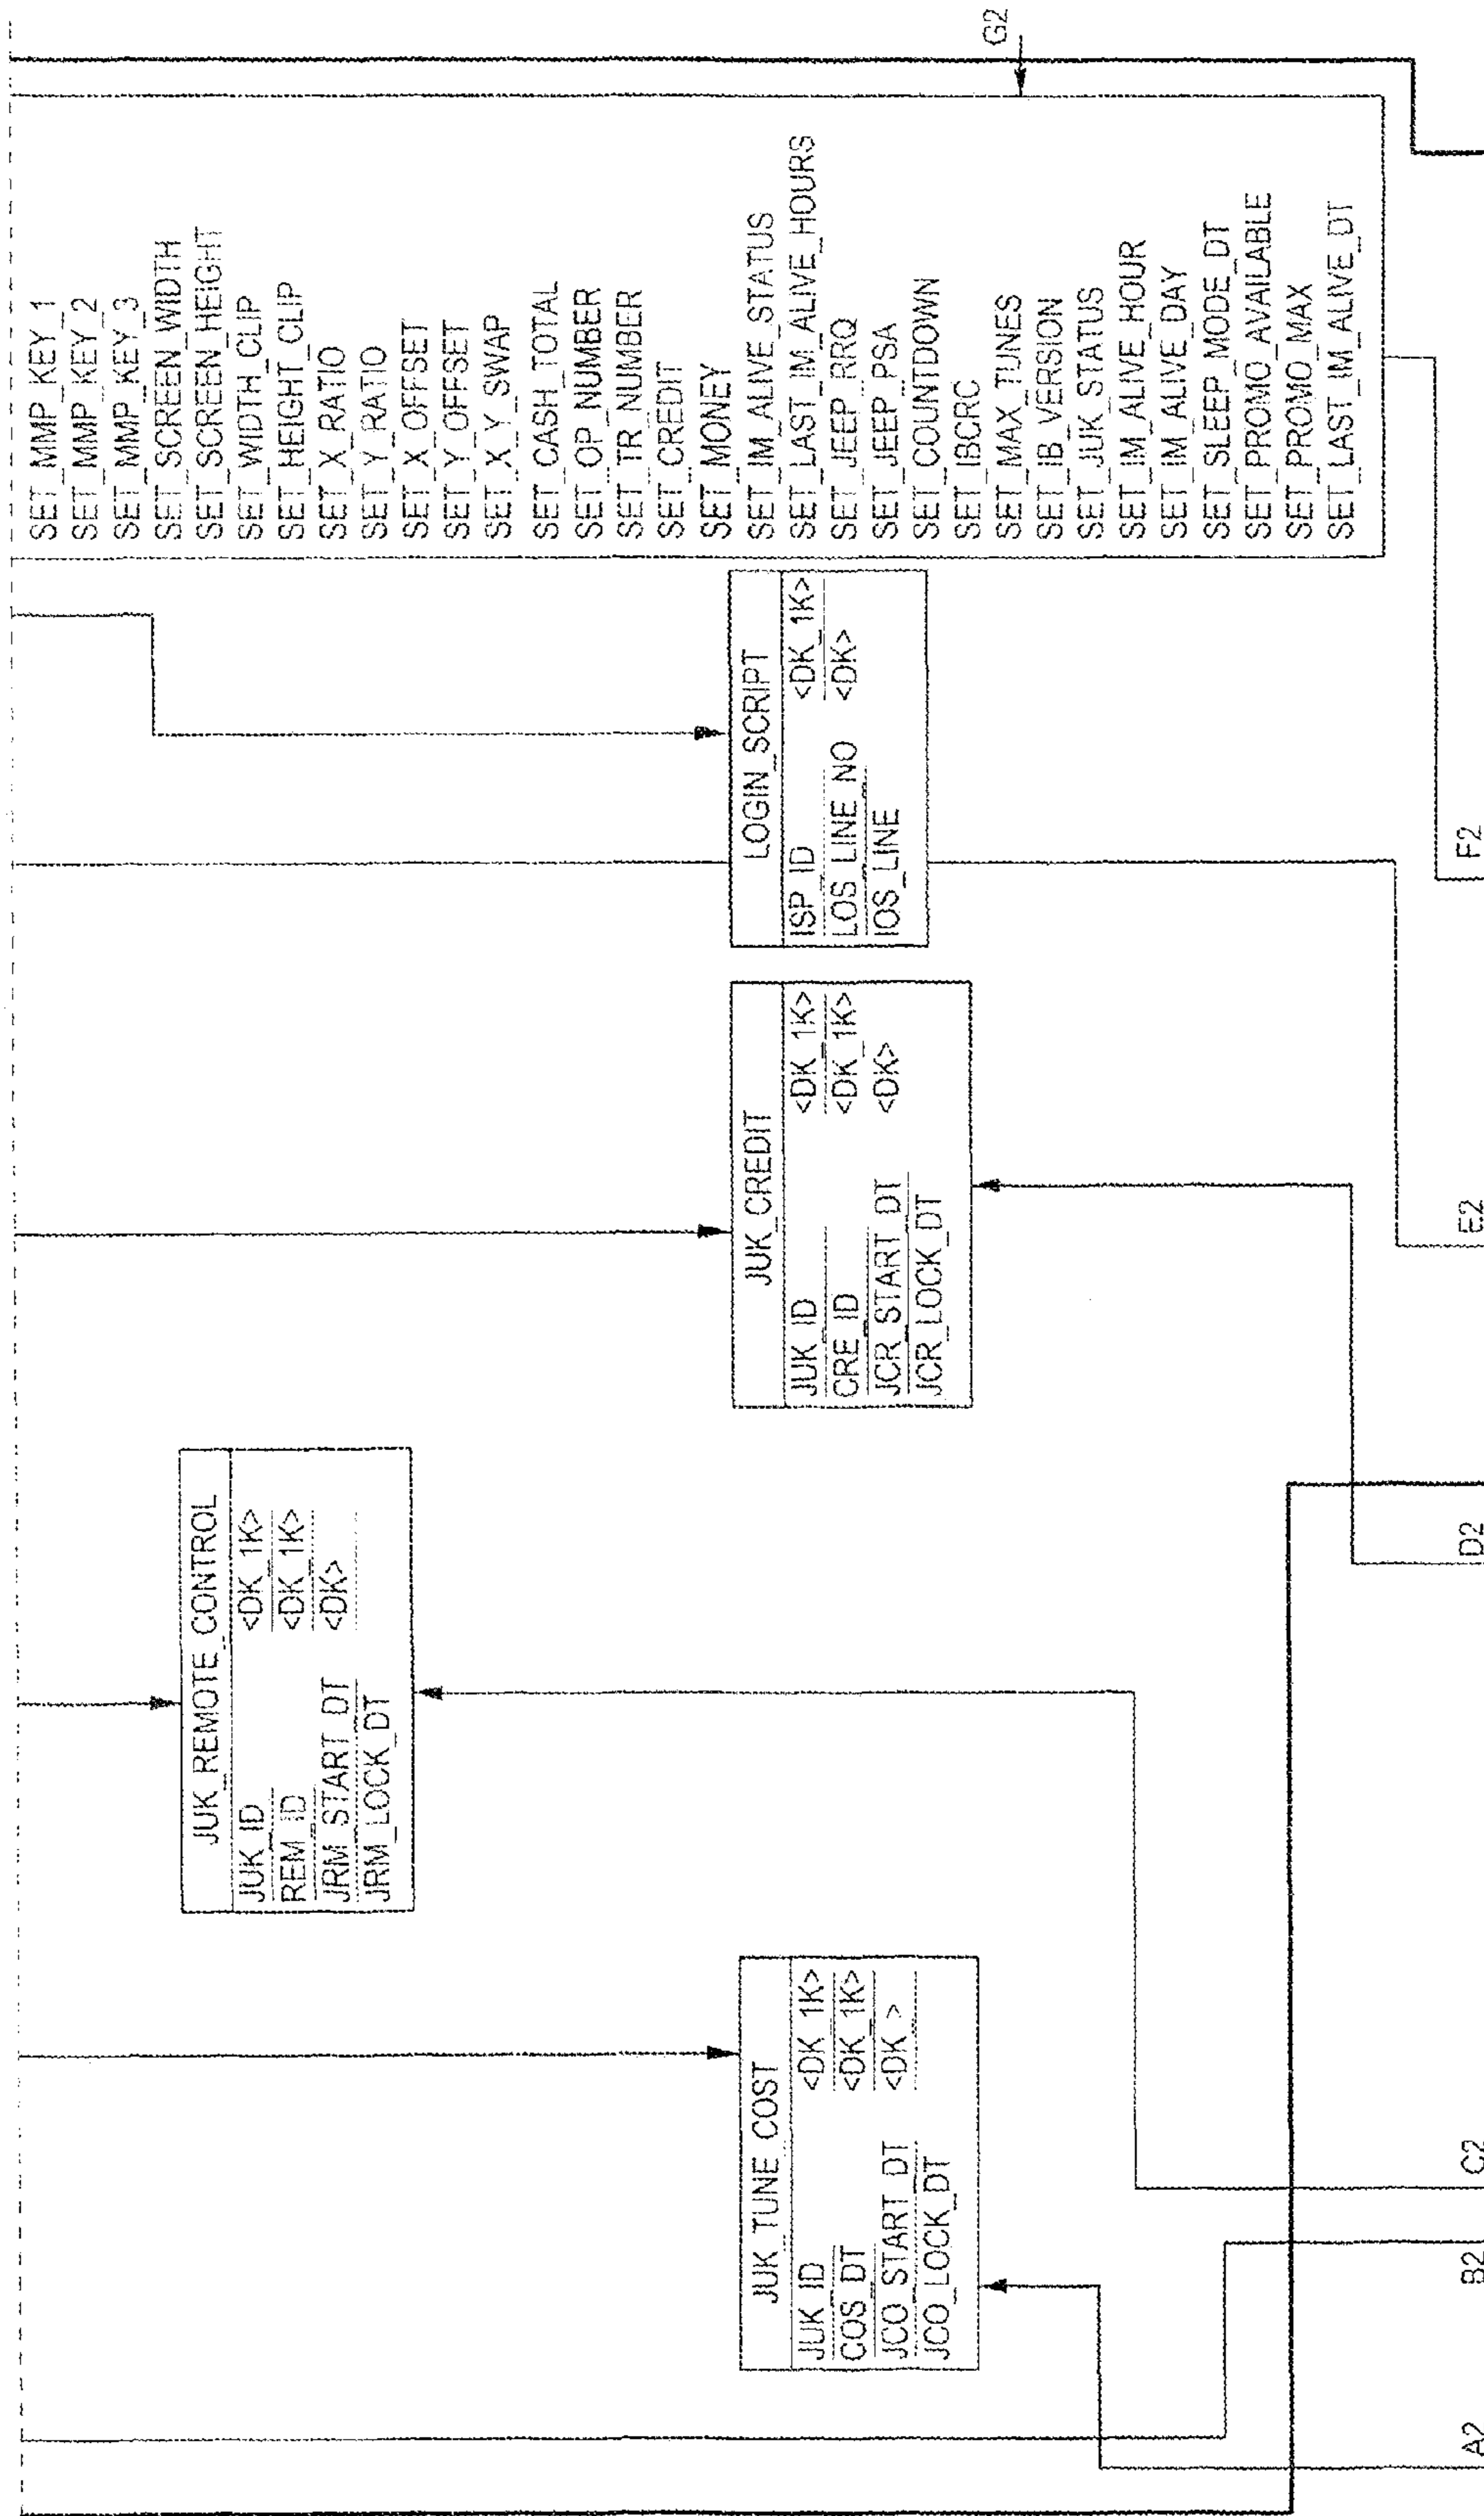 JUK_TUNE_COST
JUK_ID <DK_1K>
COS_DT <DK_1K>
JCO_START_DT <DK_>
JCO_LOCK_DT
JUK_REMOTE_CONTROL
JUK_ID <DK_1K>
REM_ID <DK_1K>
JRM_START_DT <DK>
JRM_LOCK_DT
JUK_CREDIT
JUK_ID <DK_1K>
CRE_ID <DK_1K>
JCR_START_DT <DK>
JCR_LOCK_DT
LOGIN_SCRIPT
ISP_ID <DK_1K>
LOS_LINE_NO <DK>
IOS_LINE
SET_MMP_KEY_1
SET_MMP_KEY_2
SET_MMP_KEY_3
SET_SCREEN_WIDTH
SET_SCREEN_HEIGHT
SET_WIDTH_CLIP
SET_HEIGHT_CLIP
SET_X_RATIO
SET_Y_RATIO
SET_X_OFFSET
SET_Y_OFFSET
SET_X_Y_SWAP
SET_CASH_TOTAL
SET_OP_NUMBER
SET_TR_NUMBER
SET_CREDIT
SET_MONEY
SET_IM_ALIVE_STATUS
SET_LAST_IM_ALIVE_HOURS
SET_JEEP_RRQ
SET_JEEP_PSA
SET_COUNTDOWN
SET_IBCRC
SET_MAX_TUNES
SET_IB_VERSION
SET_JUK_STATUS
SET_IM_ALIVE_HOUR
SET_IM_ALIVE_DAY
SET_SLEEP_MODE_DT
SET_PROMO_AVAILABLE
SET_PROMO_MAX
SET_LAST_IM_ALIVE_DT
G2
A2
B2
C2
D2
E2
F2